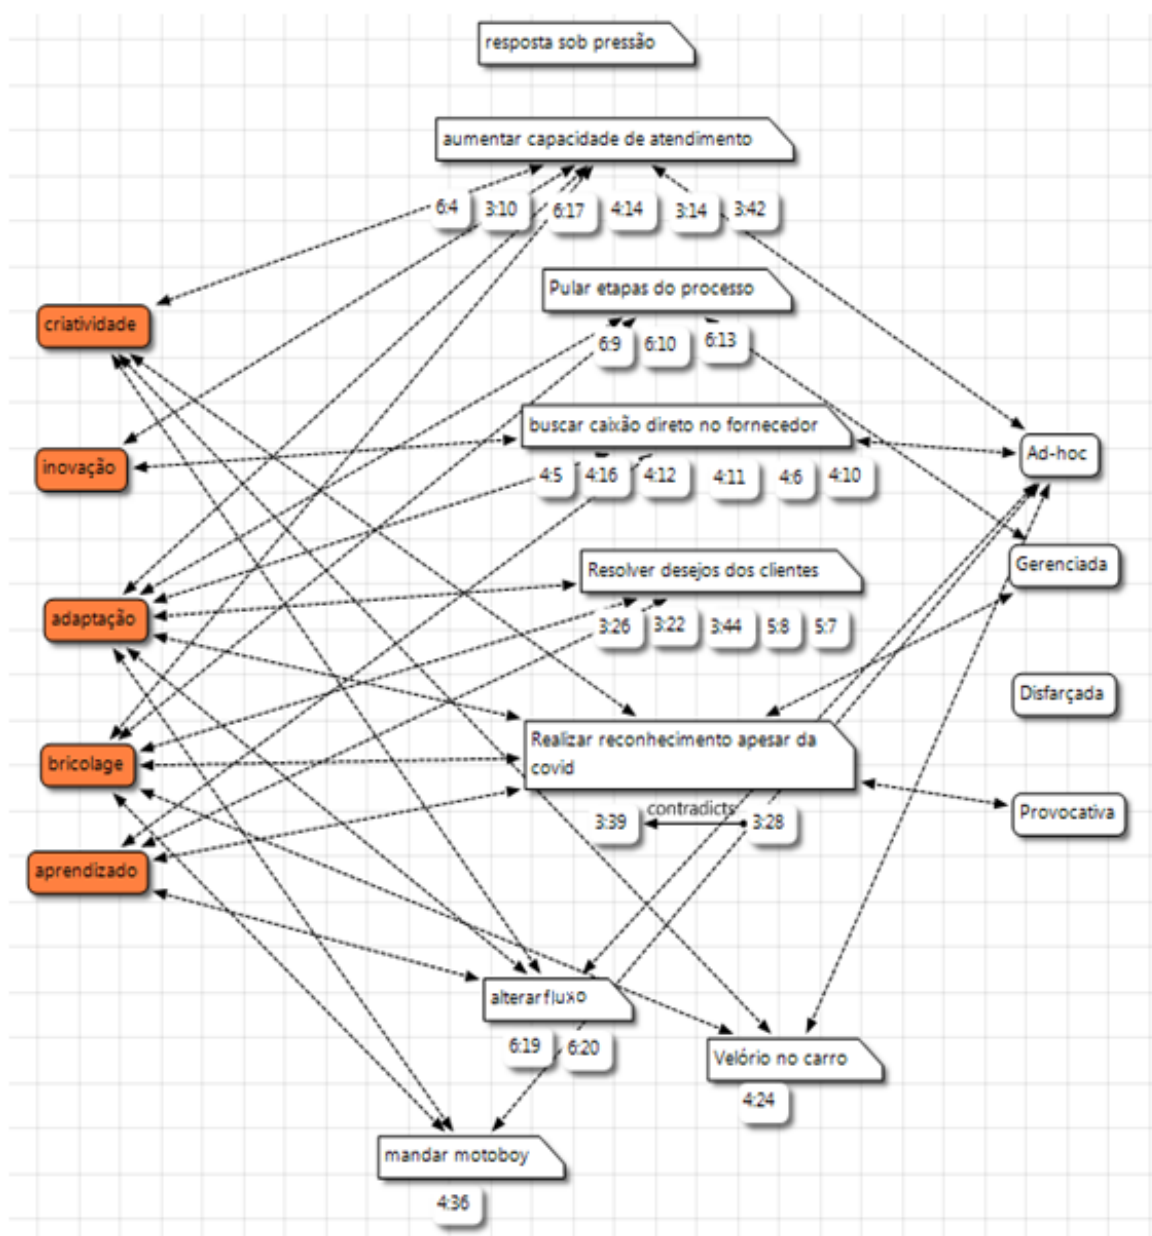 resposta sob pressão
aumentar capacidade de atendimento
6:4 3:10 6:17 4:14 3:14 3:42
Pular etapas do processo
6:9 6:10 6:13
criatividade
buscar caixão direto no fornecedor
4:5 4:16 4:12 4:11 4:6 4:10
inovação
Ad-hoc
Resolver desejos dos clientes
3:26 3:22 3:44 5:8 5:7
Gerenciada
adaptação
Disfarçada
Realizar reconhecimento apesar da
covid
bricolage
contradicts
3:39 3:28
Provocativa
aprendizado
alterar fluxo
6:19 6:20
Velório no carro
4:24
mandar motoboy
4:36